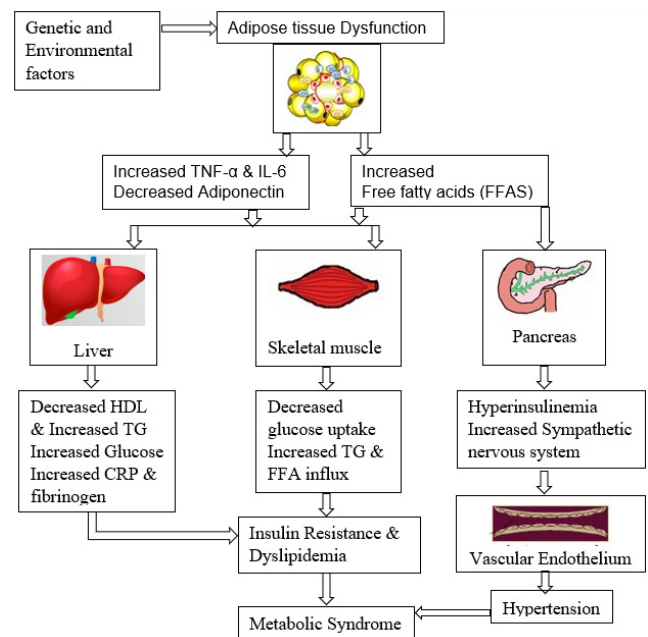 Genetic and
Environmental
factors
Adipose tissue Dysfunction
Increased TNF-α & IL-6
Decreased Adiponectin
Increased
Free fatty acids (FFAS)
Liver
Skeletal muscle
Pancreas
Decreased HDL
& Increased TG
Increased Glucose
Increased CRP &
fibrinogen
Decreased
glucose uptake
Increased TG &
FFA influx
Hyperinsulinemia
Increased Sympathetic
nervous system
Insulin Resistance &
Dyslipidemia
Vascular Endothelium
Hypertension
Metabolic Syndrome